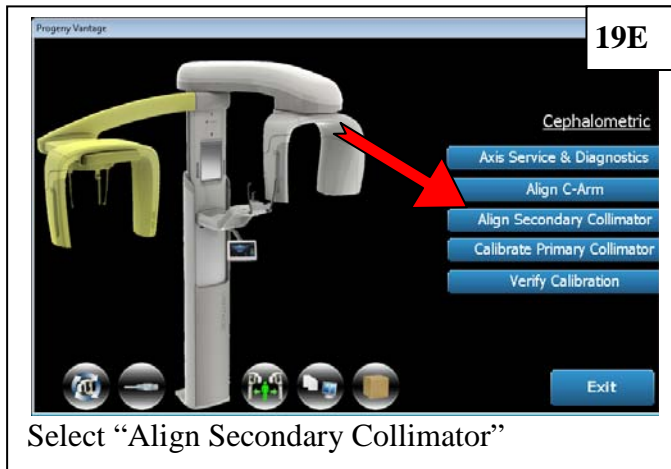 Progeny Vantage
19E
Cephalometric
Axis Service & Diagnostics
Align C-Arm
Align Secondary Collimator
Calibrate Primary Collimator
Verify Calibration
Exit
Select “Align Secondary Collimator”